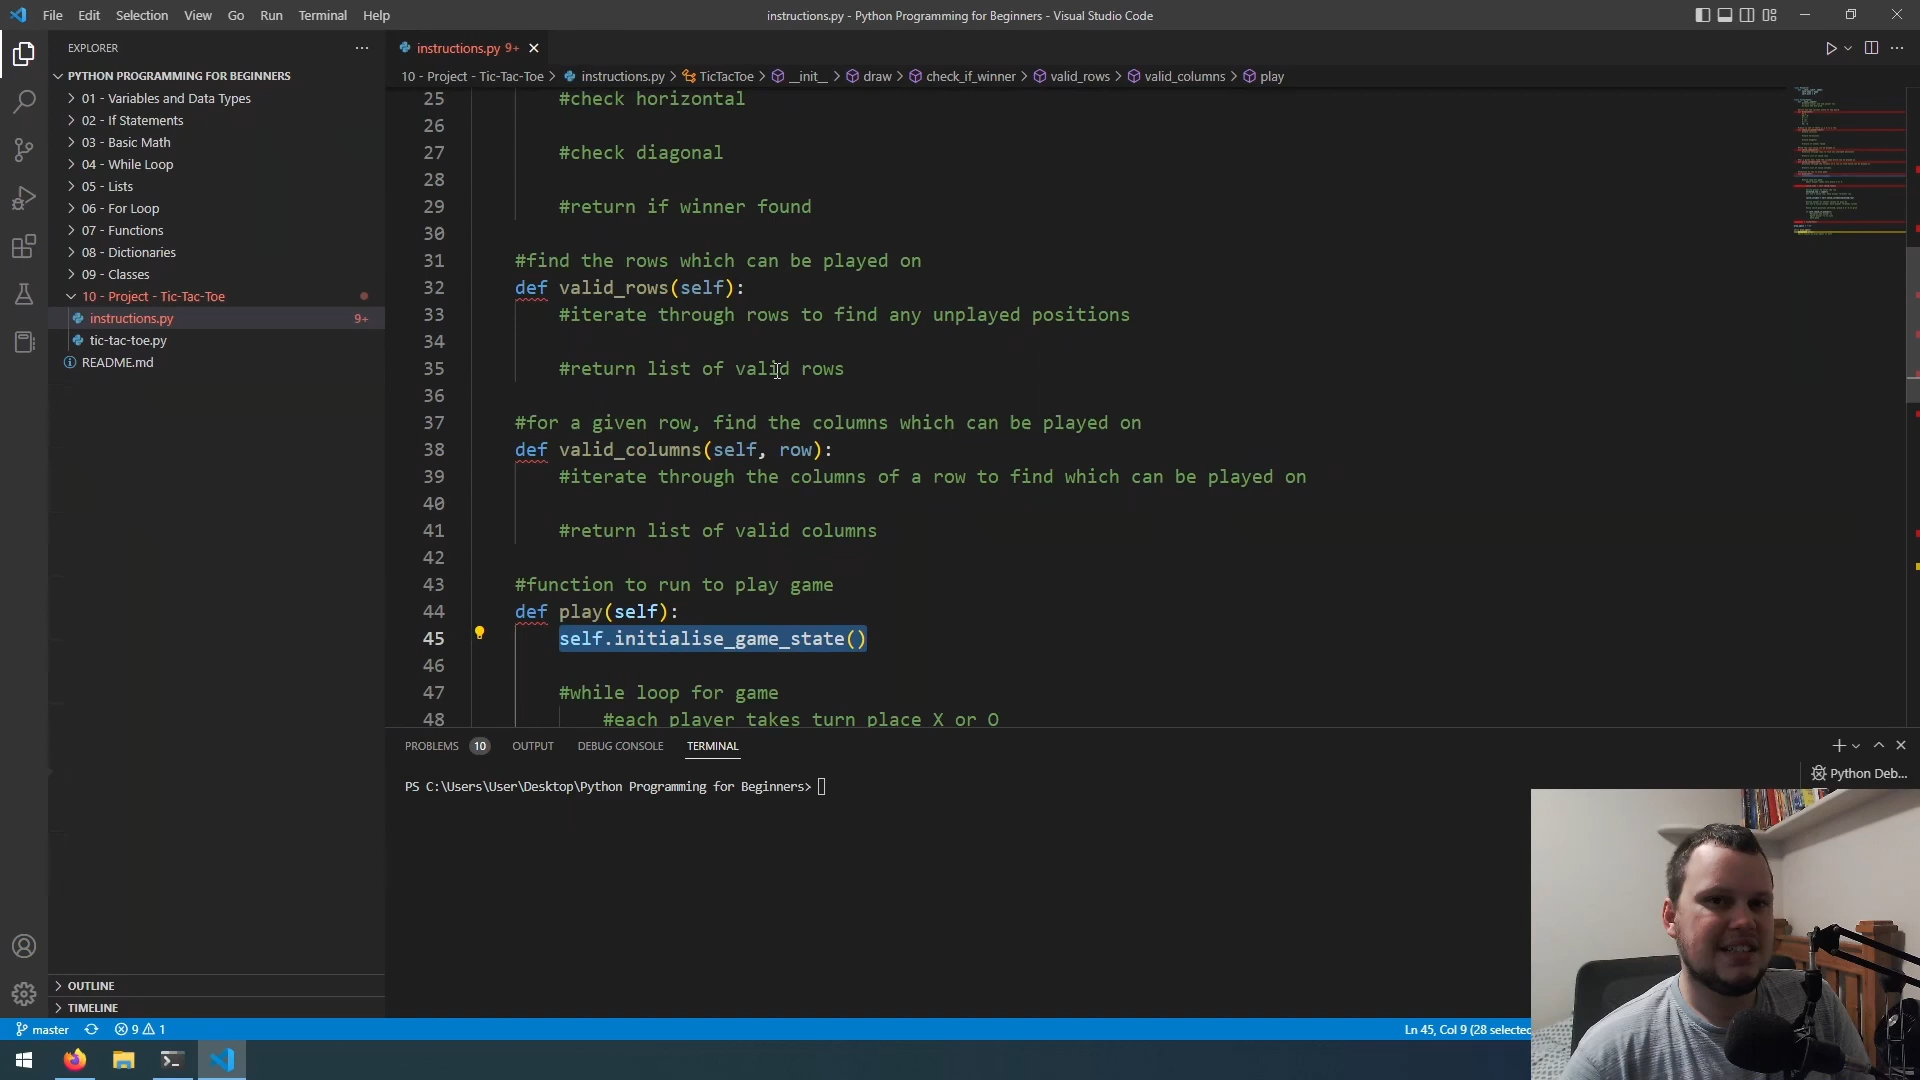 File Edit Selection View Go Run Terminal Help
instructions.py - Python Programming for Beginners - Visual Studio Code
EXPLORER
PYTHON PROGRAMMING FOR BEGINNERS
01 - Variables and Data Types
02 - If Statements
03 - Basic Math
04 - While Loop
05 - Lists
06 - For Loop
07 - Functions
08 - Dictionaries
09 - Classes
10 - Project - Tic-Tac-Toe
instructions.py 9+
tic-tac-toe.py
README.md
OUTLINE
TIMELINE
instructions.py 9+
10 - Project - Tic-Tac-Toe > instructions.py > TicTacToe > __init__ > draw > check_if_winner > valid_rows > valid_columns > play
25 #check horizontal
26
27 #check diagonal
28
29 #return if winner found
30
31 #find the rows which can be played on
32 def valid_rows(self):
33 #iterate through rows to find any unplayed positions
34
35 #return list of valid rows
36
37 #for a given row, find the columns which can be played on
38 def valid_columns(self, row):
39 #iterate through the columns of a row to find which can be played on
40
41 #return list of valid columns
42
43 #function to run to play game
44 def play(self):
45 self.initialise_game_state()
46
47 #while loop for game
48 #each player takes turn place X or O
PROBLEMS 10 OUTPUT DEBUG CONSOLE TERMINAL
PS C:\Users\User\Desktop\Python Programming for Beginners>
Python Deb...
master 9 1
Ln 45, Col 9 (28 selected